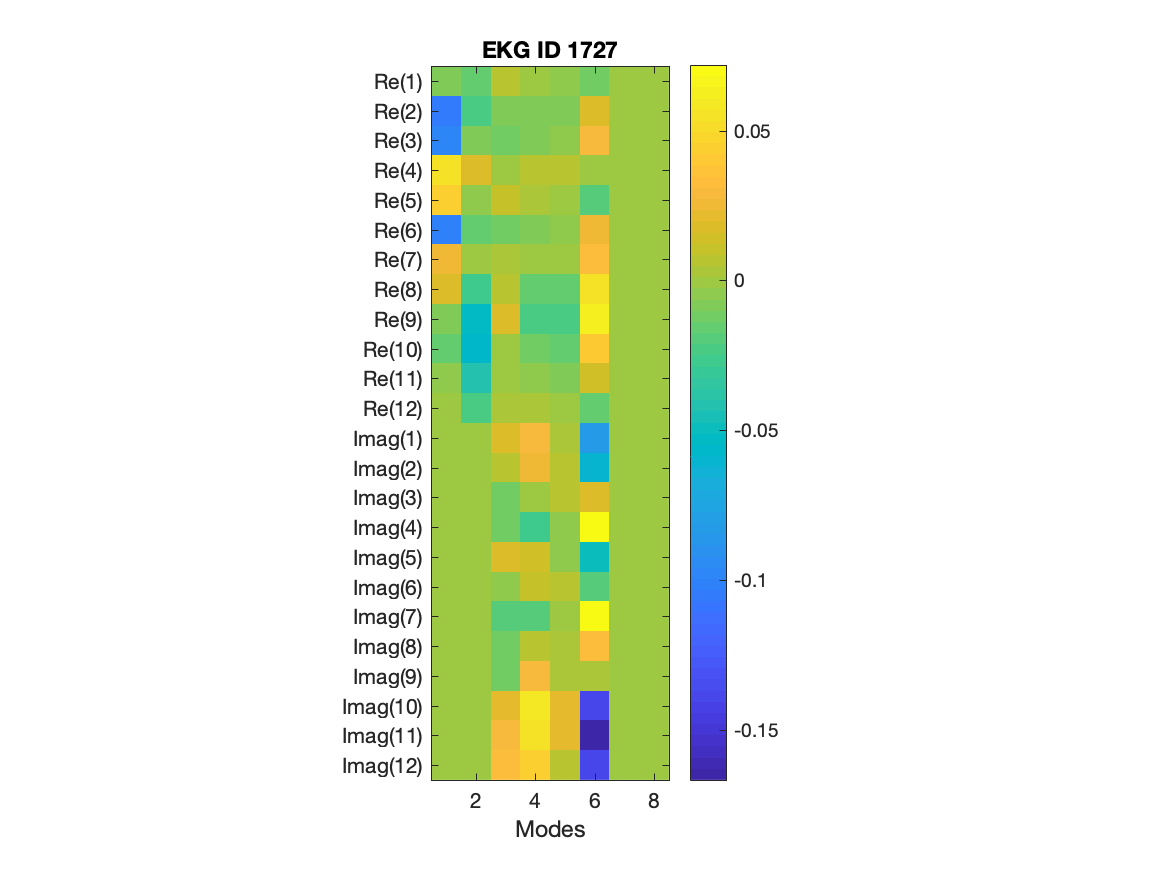 EKG ID 1727
Re(1)
Re(2)
Re(3)
Re(4)
Re(5)
Re(6)
Re(7)
Re(8)
Re(9)
Re(10)
Re(11)
Re(12)
Imag(1)
Imag(2)
Imag(3)
Imag(4)
Imag(5)
Imag(6)
Imag(7)
Imag(8)
Imag(9)
Imag(10)
Imag(11)
Imag(12)
2 4 6 8
Modes
0.05
0
-0.05
-0.1
-0.15